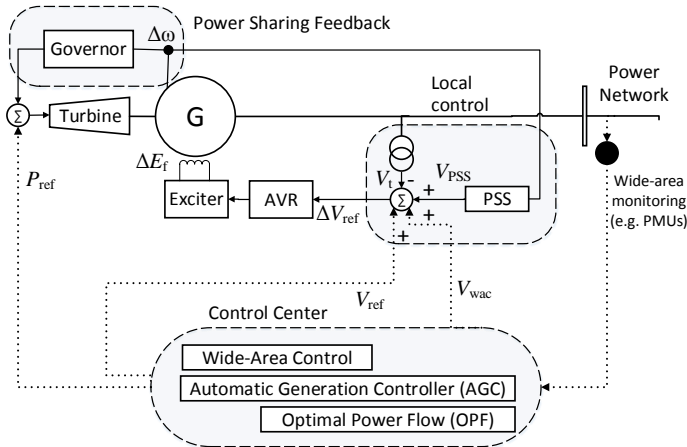 Power Sharing Feedback
Governor
Δω
Σ
Turbine
G
Local
control
Power
Network
P_ref
ΔE_f
Exciter
AVR
ΔV_ref
V_t
-
Σ
+
+
+
V_PSS
PSS
Wide-area
monitoring
(e.g. PMUs)
V_ref
V_wac
Control Center
Wide-Area Control
Automatic Generation Controller (AGC)
Optimal Power Flow (OPF)